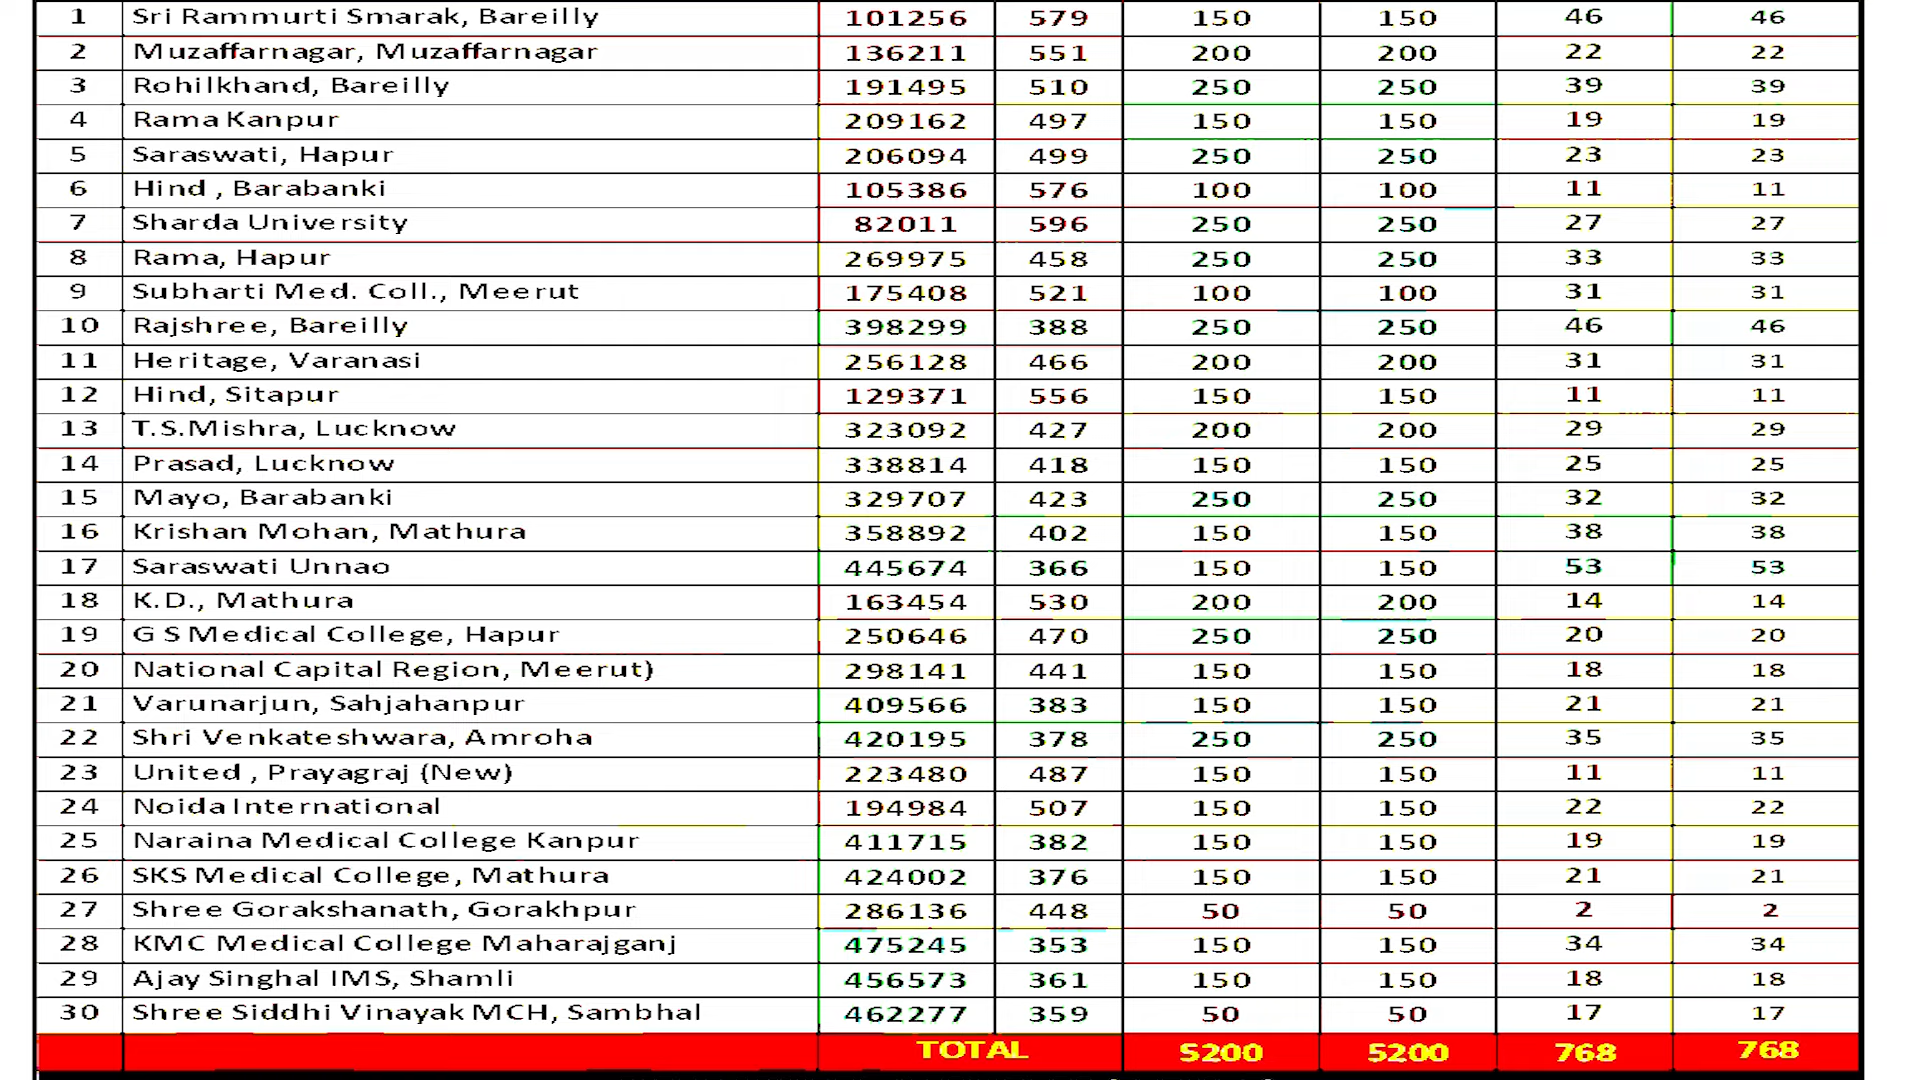 1 Sri Rammurti Smarak, Bareilly 101256 579 150 150 46 46
2 Muzaffarnagar, Muzaffarnagar 136211 551 200 200 22 22
3 Rohilkhand, Bareilly 191495 510 250 250 39 39
4 Rama Kanpur 209162 497 150 150 19 19
5 Saraswati, Hapur 206094 499 250 250 23 23
6 Hind , Barabanki 105386 576 100 100 11 11
7 Sharda University 82011 596 250 250 27 27
8 Rama, Hapur 269975 458 250 250 33 33
9 Subharti Med. Coll., Meerut 175408 521 100 100 31 31
10 Rajshree, Bareilly 398299 388 250 250 46 46
11 Heritage, Varanasi 256128 466 200 200 31 31
12 Hind, Sitapur 129371 556 150 150 11 11
13 T.S.Mishra, Lucknow 323092 427 200 200 29 29
14 Prasad, Lucknow 338814 418 150 150 25 25
15 Mayo, Barabanki 329707 423 250 250 32 32
16 Krishan Mohan, Mathura 358892 402 150 150 38 38
17 Saraswati Unnao 445674 366 150 150 53 53
18 K.D., Mathura 163454 530 200 200 14 14
19 G S Medical College, Hapur 250646 470 250 250 20 20
20 National Capital Region, Meerut) 298141 441 150 150 18 18
21 Varunarjun, Sahjahanpur 409566 383 150 150 21 21
22 Shri Venkateshwara, Amroha 420195 378 250 250 35 35
23 United , Prayagraj (New) 223480 487 150 150 11 11
24 Noida International 194984 507 150 150 22 22
25 Naraina Medical College Kanpur 411715 382 150 150 19 19
26 SKS Medical College, Mathura 424002 376 150 150 21 21
27 Shree Gorakshanath, Gorakhpur 286136 448 50 50 2 2
28 KMC Medical College Maharajganj 475245 353 150 150 34 34
29 Ajay Singhal IMS, Shamli 456573 361 150 150 18 18
30 Shree Siddhi Vinayak MCH, Sambhal 462277 359 50 50 17 17
TOTAL 5200 5200 768 768